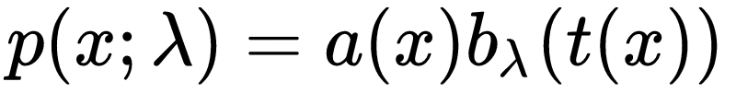 p(x; λ) = a(x)b_λ(t(x))